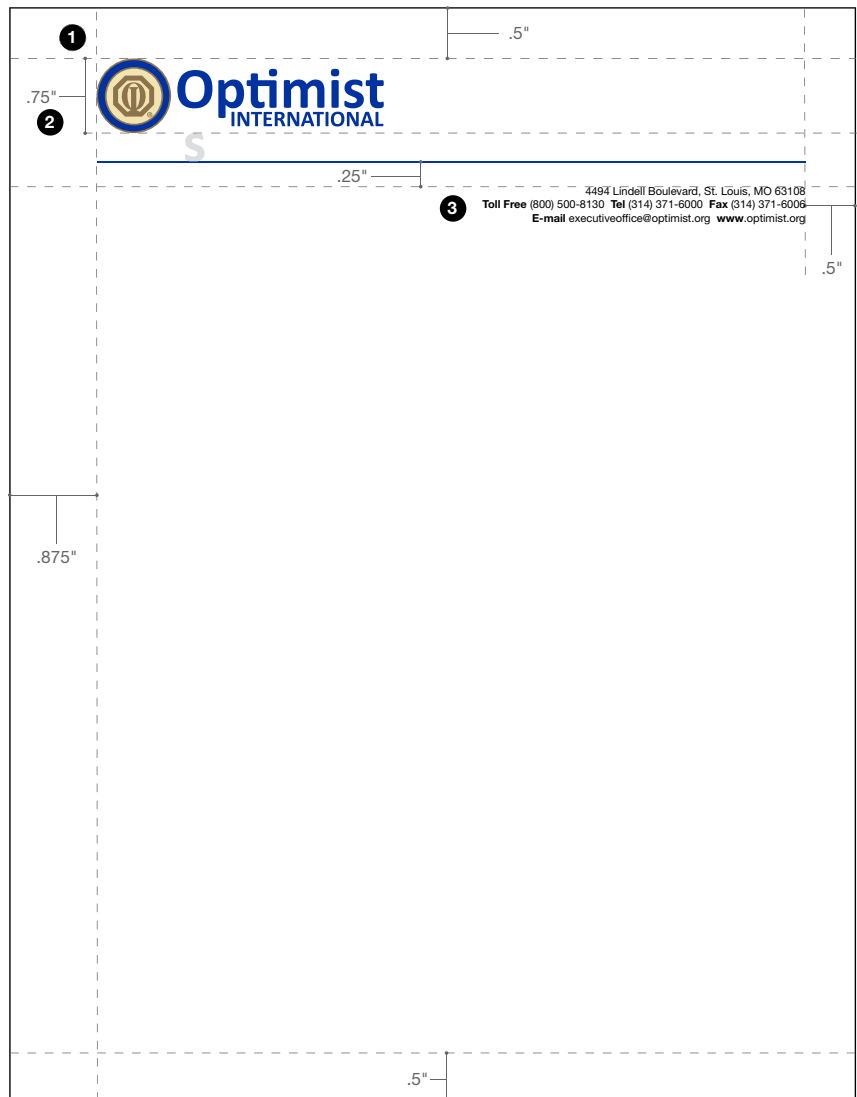 1
.5"
.75"
2
Optimist
INTERNATIONAL
S
.25"
4494 Lindell Boulevard, St. Louis, MO 63108
3
Toll Free (800) 500-8130 Tel (314) 371-6000 Fax (314) 371-6006
E-mail executiveoffice@optimist.org www.optimist.org
.5"
.875"
.5"